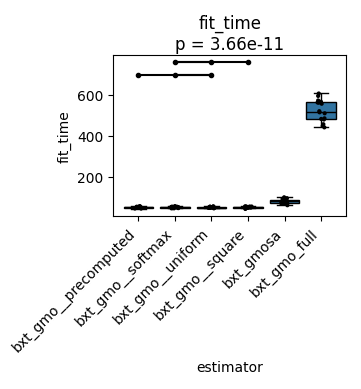 fit_time
p = 3.66e-11
fit_time
600
400
200
bxt_gmo__precomputed
bxt_gmo__softmax
bxt_gmo__uniform
bxt_gmo__square
bxt_gmosa
bxt_gmo_full
estimator